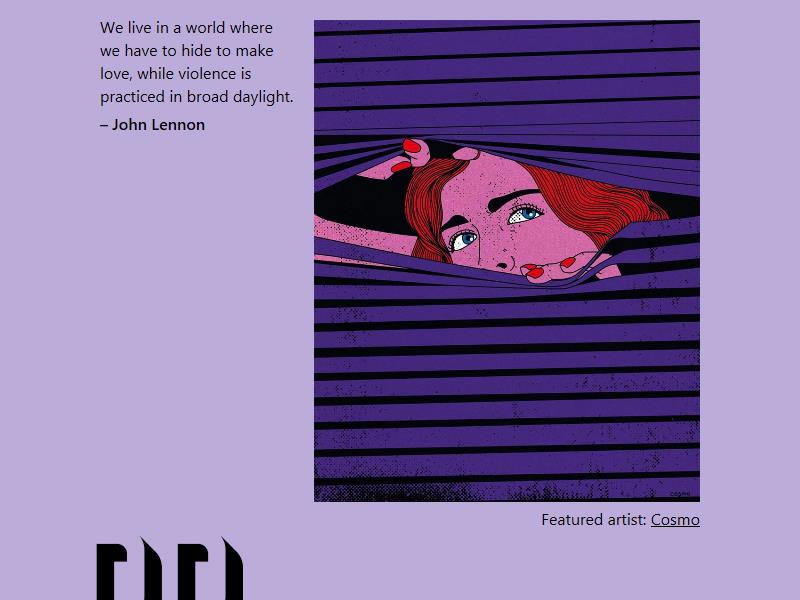 We live in a world where
we have to hide to make
love, while violence is
practiced in broad daylight.
– John Lennon
Featured artist: Cosmo